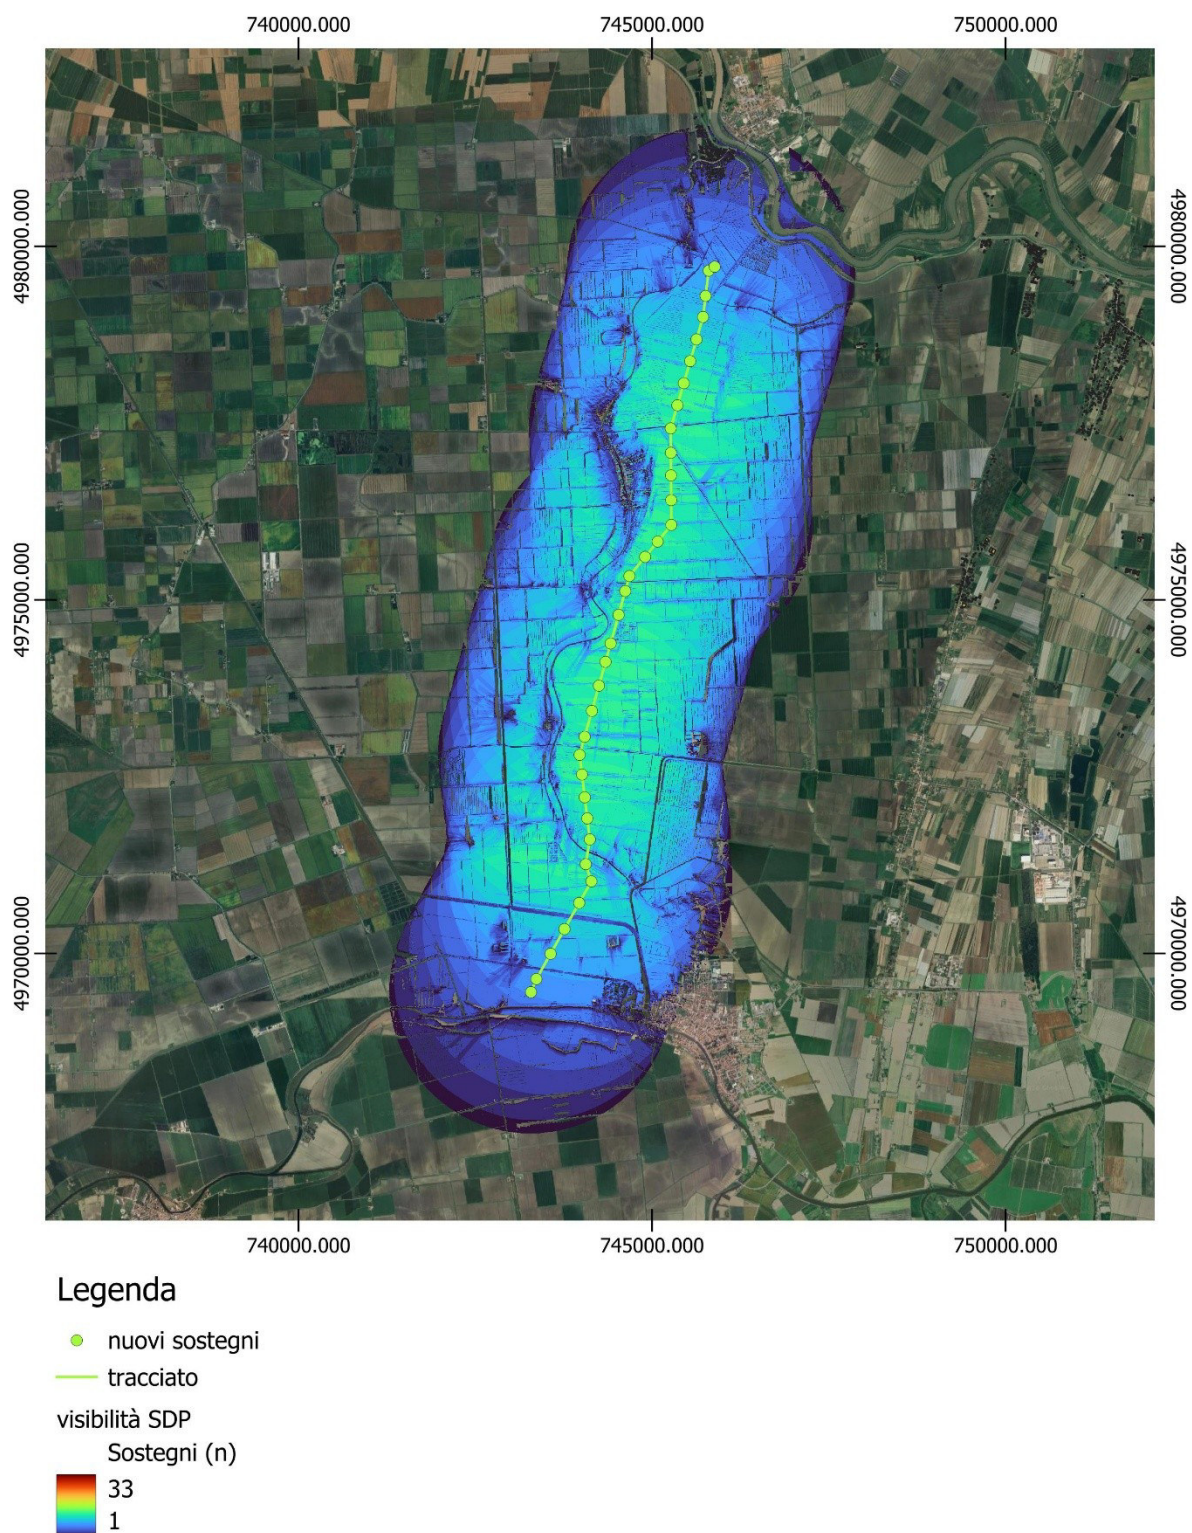 740000.000 745000.000 750000.000
4980000.000 4980000.000
4975000.000 4975000.000
4970000.000 4970000.000
740000.000 745000.000 750000.000
Legenda
nuovi sostegni
tracciato
visibilità SDP
Sostegni (n)
33
1